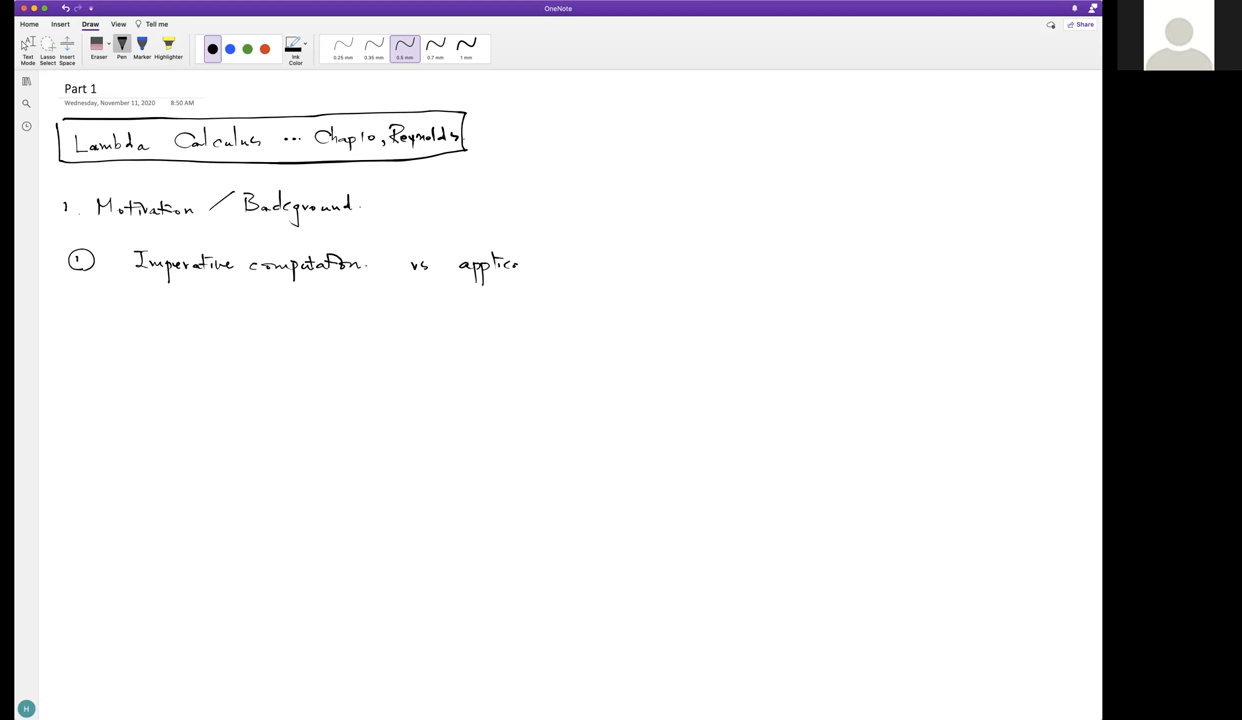 OneNote
Home Insert Draw View Tell me
Share
Text Mode Lasso Select Insert Space Eraser Pen Marker Highlighter Ink Color 0.25 mm 0.35 mm 0.5 mm 0.7 mm 1 mm
Part 1
Wednesday, November 11, 2020 8:50 AM
Lambda Calculus ... Chap 10, Reynolds.
1. Motivation / Background.
① Imperative computation. vs applica
H